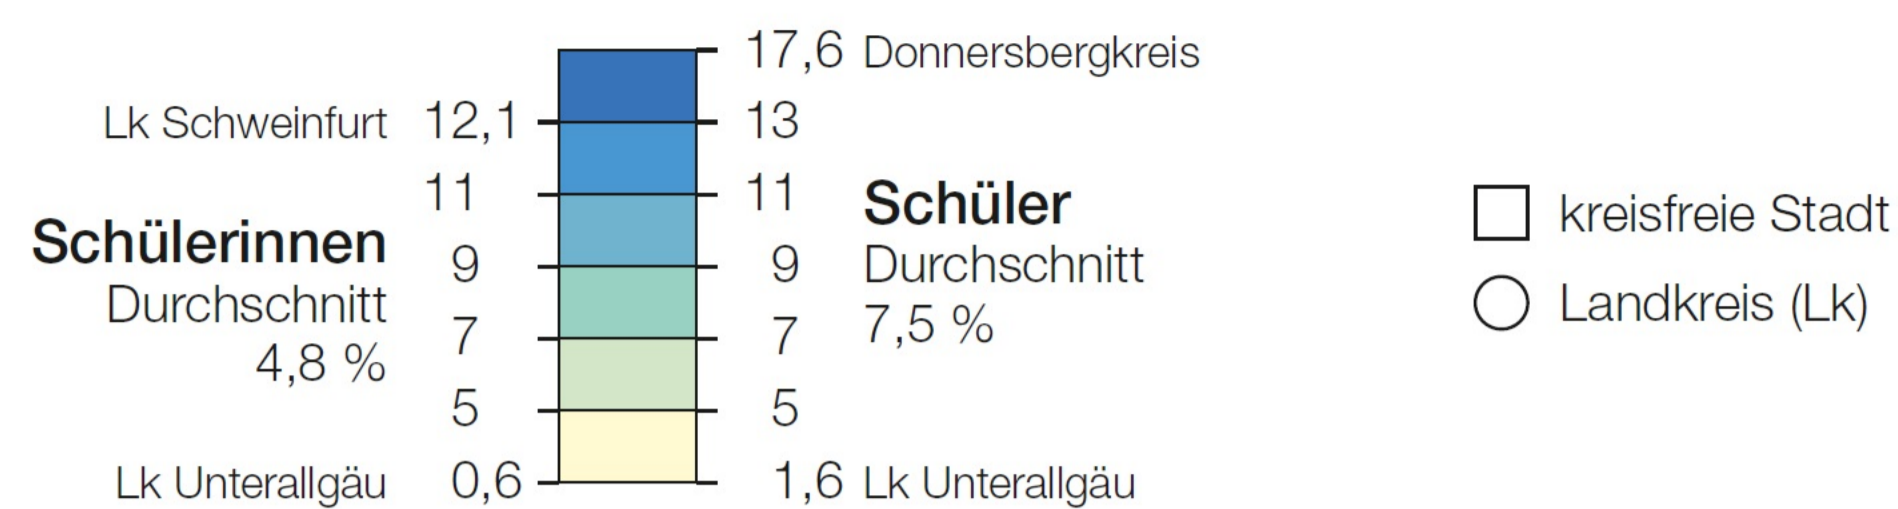 17,6 Donnersbergkreis
Lk Schweinfurt 12,1 13
11 11
Schülerinnen
Durchschnitt
4,8 %
9 9
7 7
5 5
Schüler
Durchschnitt
7,5 %
Lk Unterallgäu 0,6 1,6 Lk Unterallgäu
kreisfreie Stadt
Landkreis (Lk)